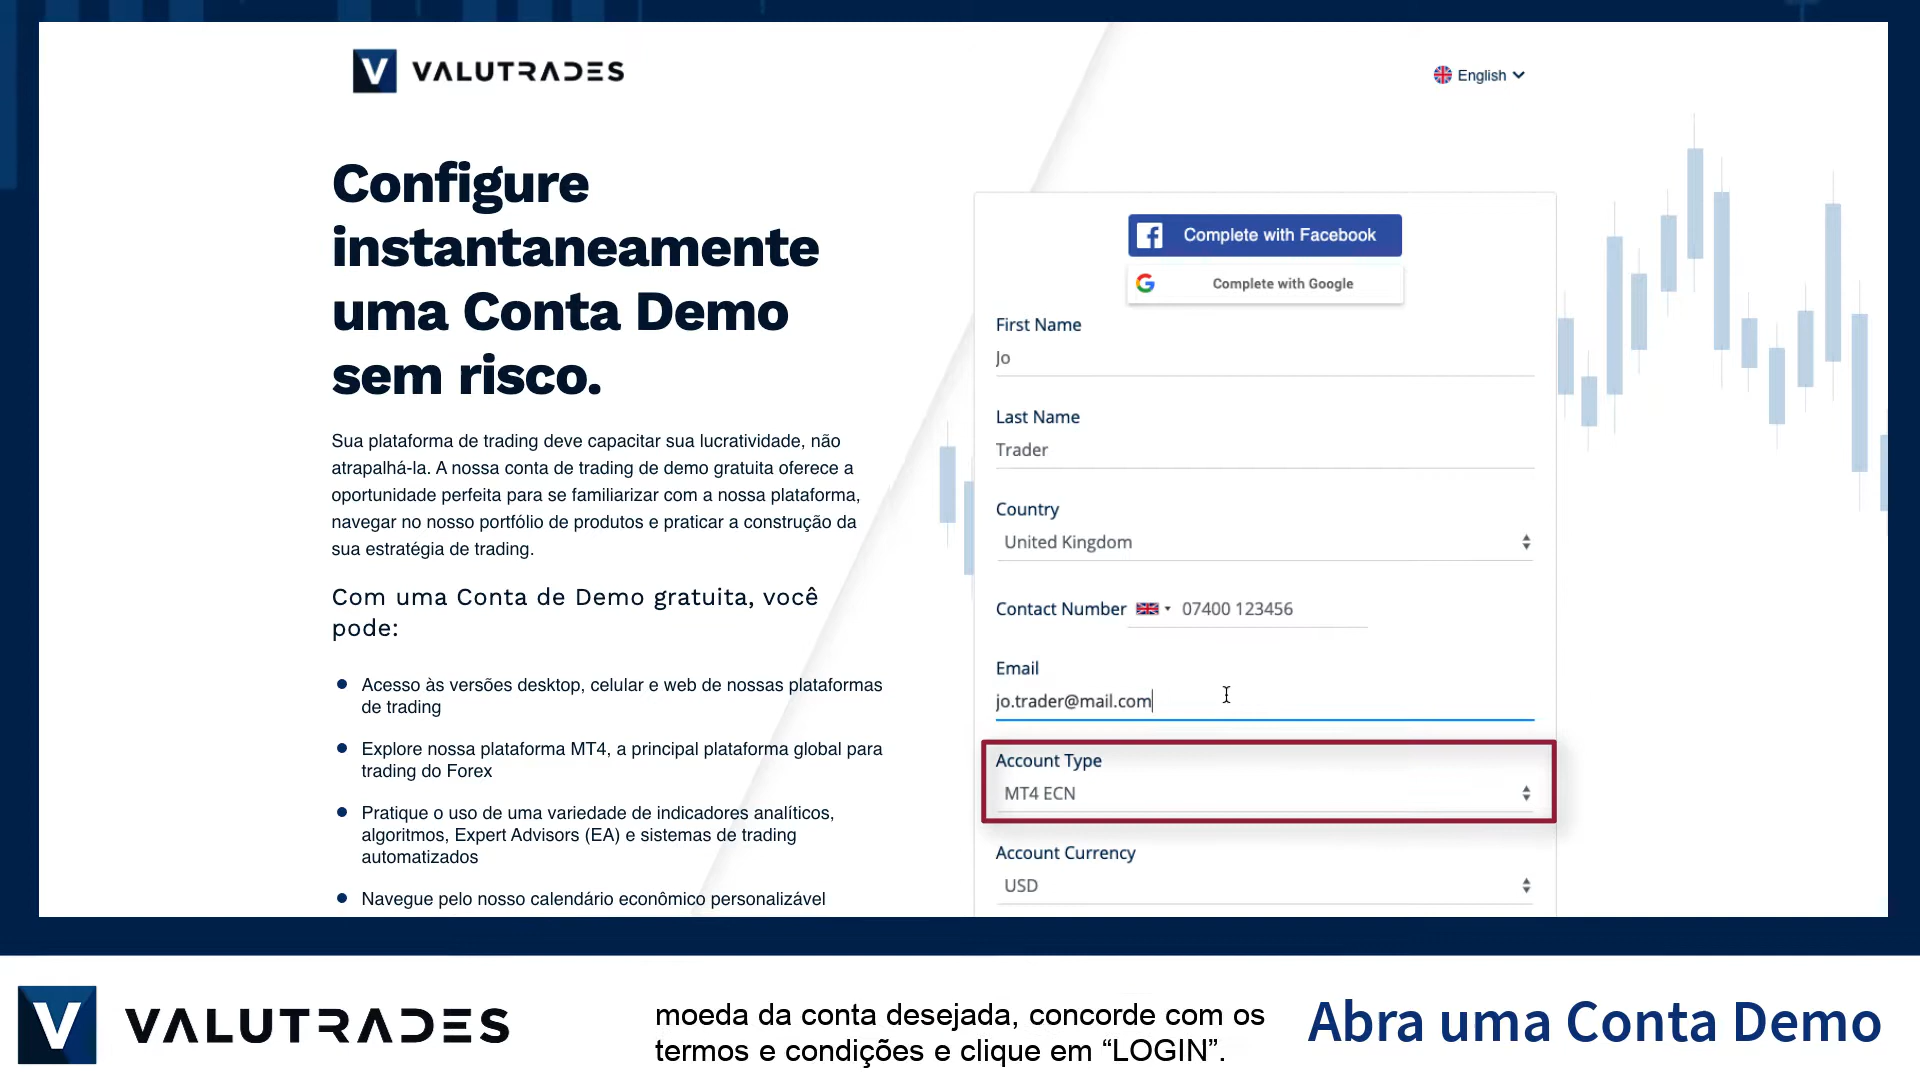 VALUTRADES
English
Configure
instantaneamente
uma Conta Demo
sem risco.
Sua plataforma de trading deve capacitar sua lucratividade, não
atrapalhá-la. A nossa conta de trading de demo gratuita oferece a
oportunidade perfeita para se familiarizar com a nossa plataforma,
navegar no nosso portfólio de produtos e praticar a construção da
sua estratégia de trading.
Com uma Conta de Demo gratuita, você
pode:
Acesso às versões desktop, celular e web de nossas plataformas
de trading
Explore nossa plataforma MT4, a principal plataforma global para
trading do Forex
Pratique o uso de uma variedade de indicadores analíticos,
algoritmos, Expert Advisors (EA) e sistemas de trading
automatizados
Navegue pelo nosso calendário econômico personalizável
Complete with Facebook
Complete with Google
First Name
Jo
Last Name
Trader
Country
United Kingdom
Contact Number 07400 123456
Email
jo.trader@mail.com
Account Type
MT4 ECN
Account Currency
USD
VALUTRADES
moeda da conta desejada, concorde com os
termos e condições e clique em “LOGIN”.
Abra uma Conta Demo